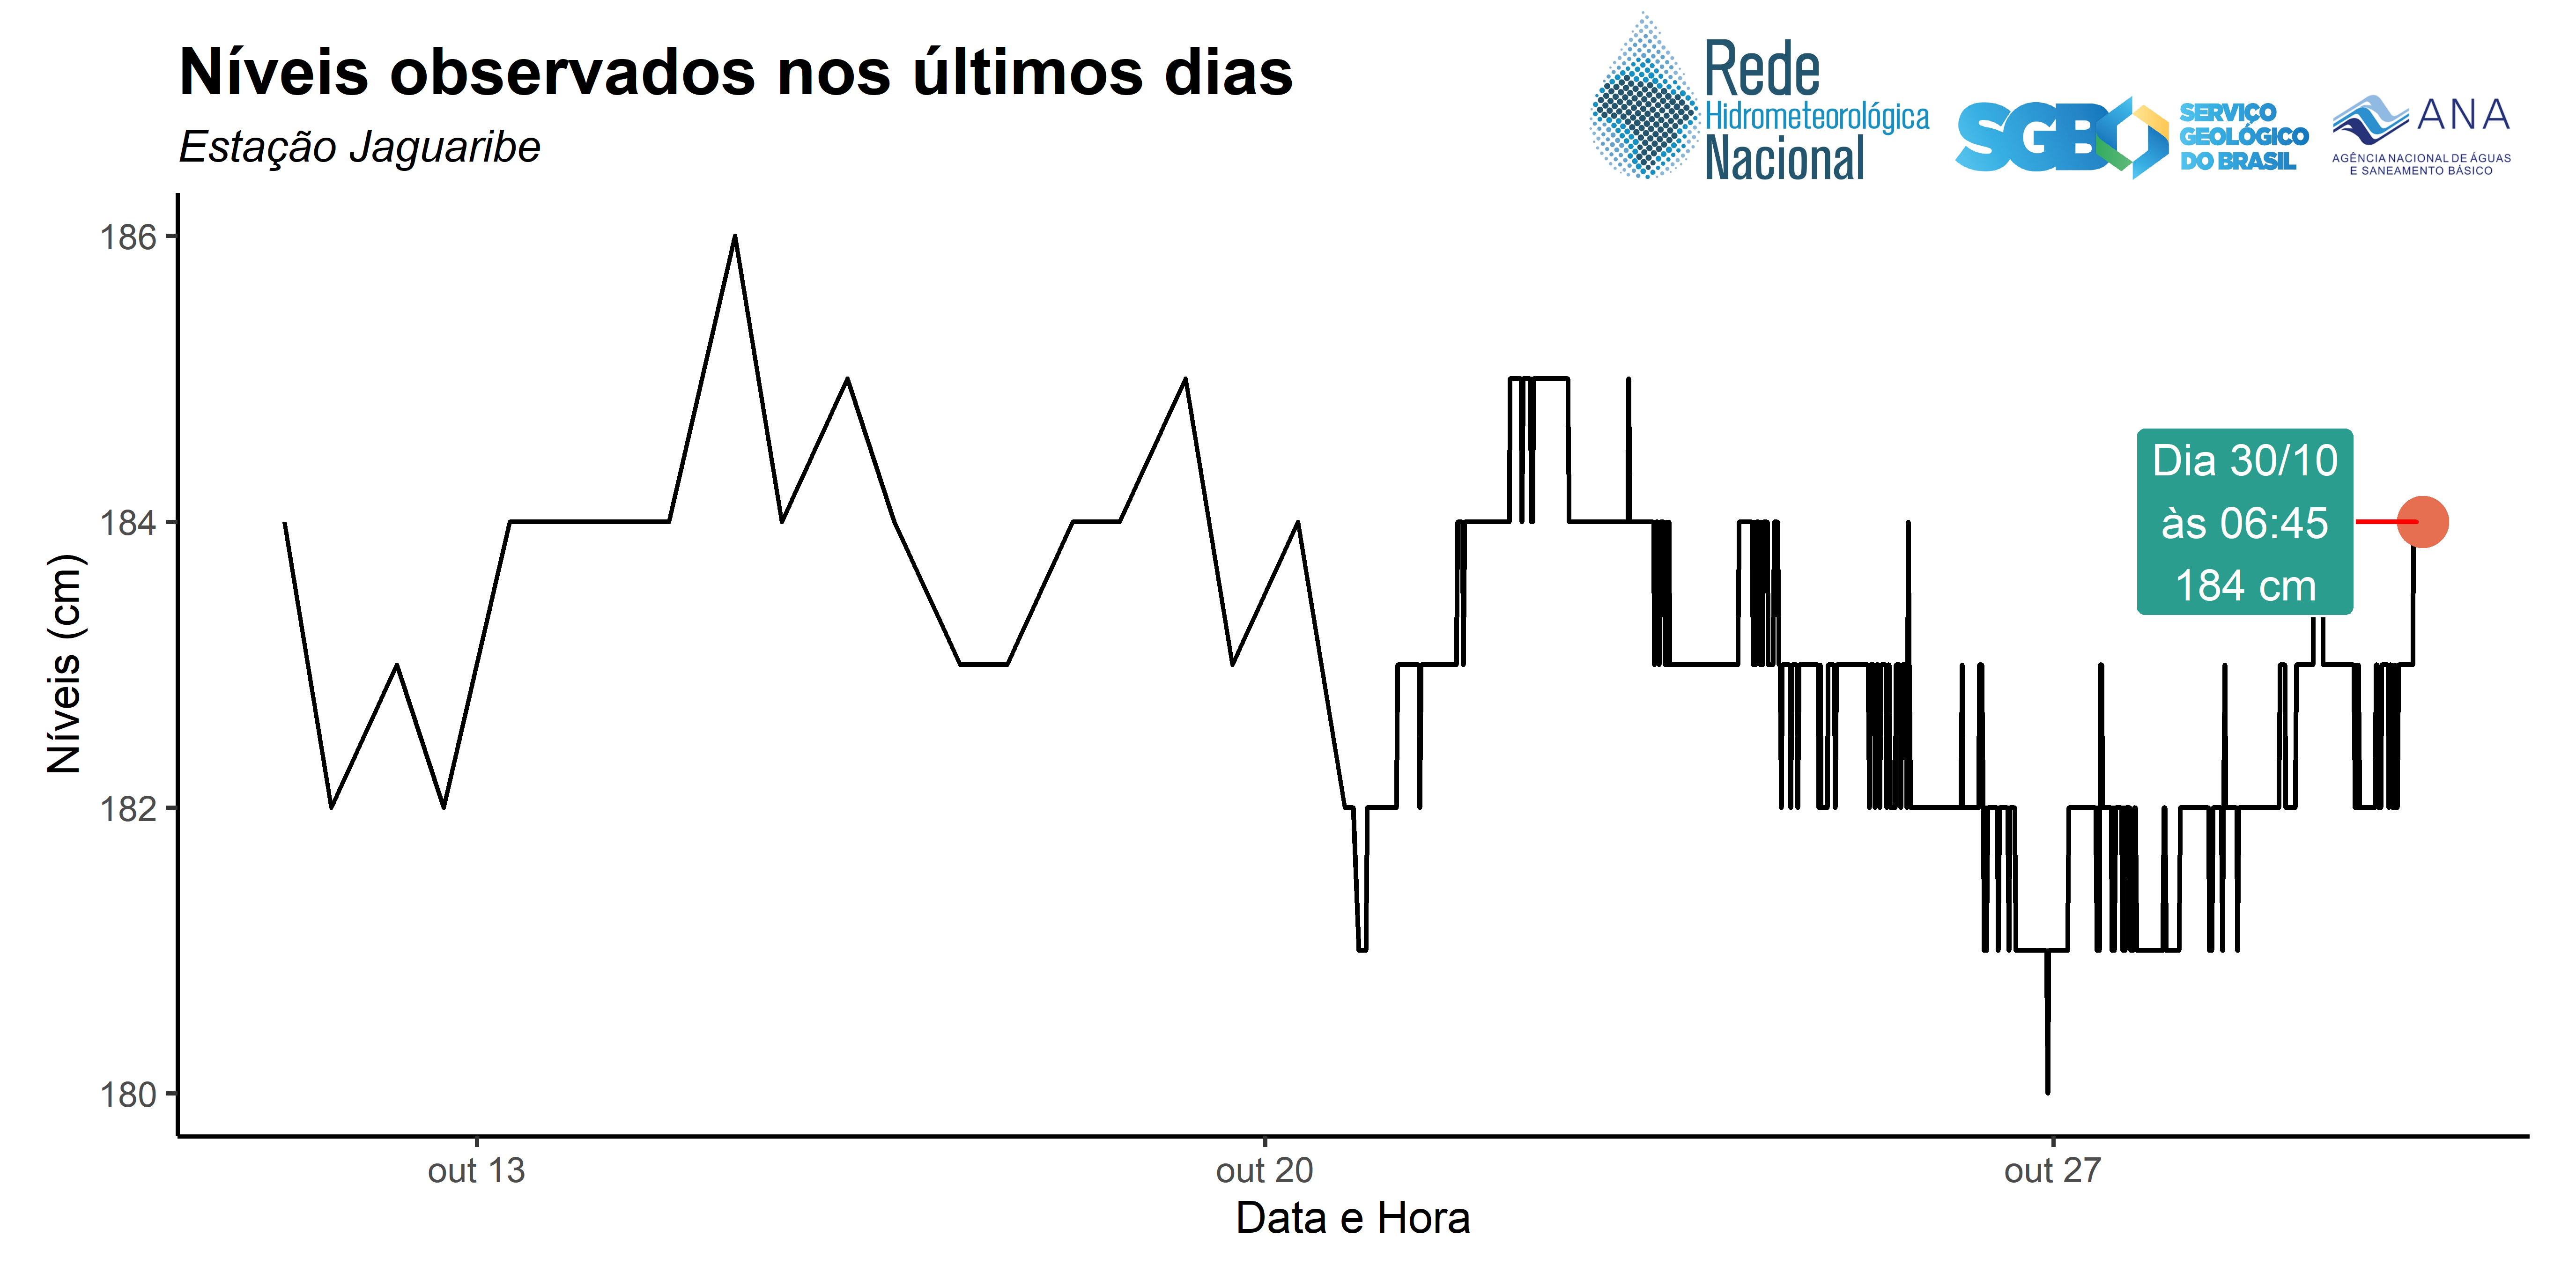 Níveis observados nos últimos dias
Estação Jaguaribe
Rede
Hidrometeorológica
Nacional
SGB
SERVIÇO
GEOLÓGICO
DO BRASIL
ANA
AGÊNCIA NACIONAL DE ÁGUAS
E SANEAMENTO BÁSICO
Níveis (cm)
186
184
182
180
Dia 30/10
às 06:45
184 cm
out 13
out 20
out 27
Data e Hora